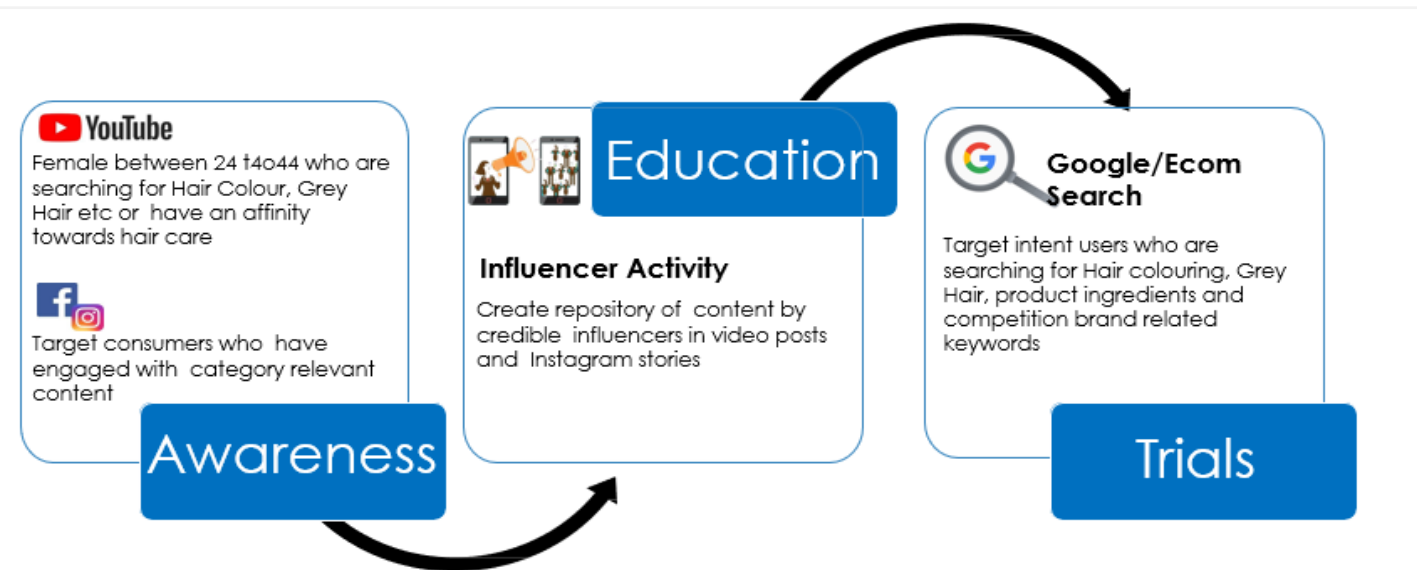 YouTube
Female between 24 t4o44 who are
searching for Hair Colour, Grey
Hair etc or have an affinity
towards hair care
Target consumers who have
engaged with category relevant
content
Awareness
Education
Influencer Activity
Create repository of content by
credible influencers in video posts
and Instagram stories
Google/Ecom
Search
Target intent users who are
searching for Hair colouring, Grey
Hair, product ingredients and
competition brand related
keywords
Trials